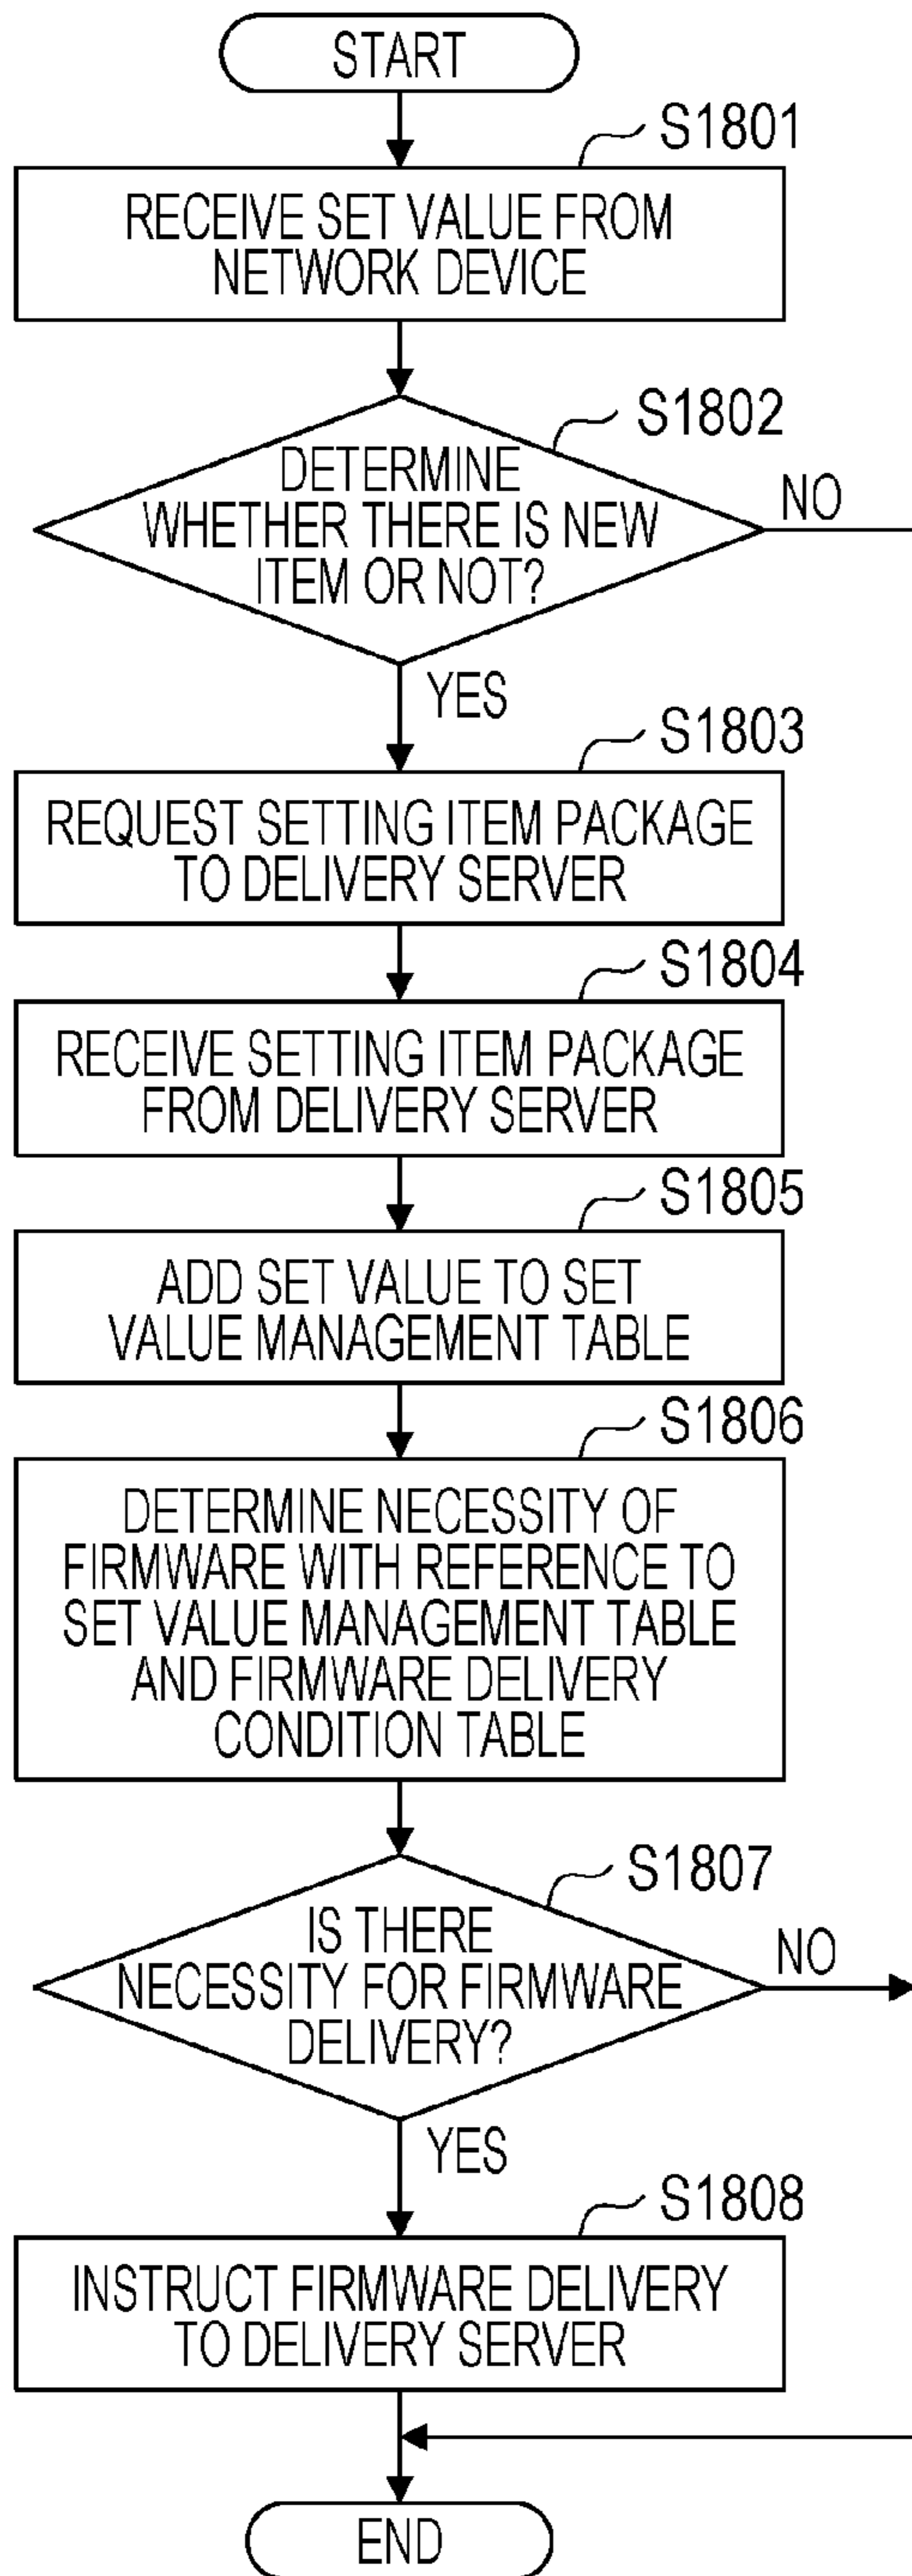 START
S1801
RECEIVE SET VALUE FROM
NETWORK DEVICE
S1802
DETERMINE
WHETHER THERE IS NEW
ITEM OR NOT?
NO
YES
S1803
REQUEST SETTING ITEM PACKAGE
TO DELIVERY SERVER
S1804
RECEIVE SETTING ITEM PACKAGE
FROM DELIVERY SERVER
S1805
ADD SET VALUE TO SET
VALUE MANAGEMENT TABLE
S1806
DETERMINE NECESSITY OF
FIRMWARE WITH REFERENCE TO
SET VALUE MANAGEMENT TABLE
AND FIRMWARE DELIVERY
CONDITION TABLE
S1807
IS THERE
NECESSITY FOR FIRMWARE
DELIVERY?
NO
YES
S1808
INSTRUCT FIRMWARE DELIVERY
TO DELIVERY SERVER
END